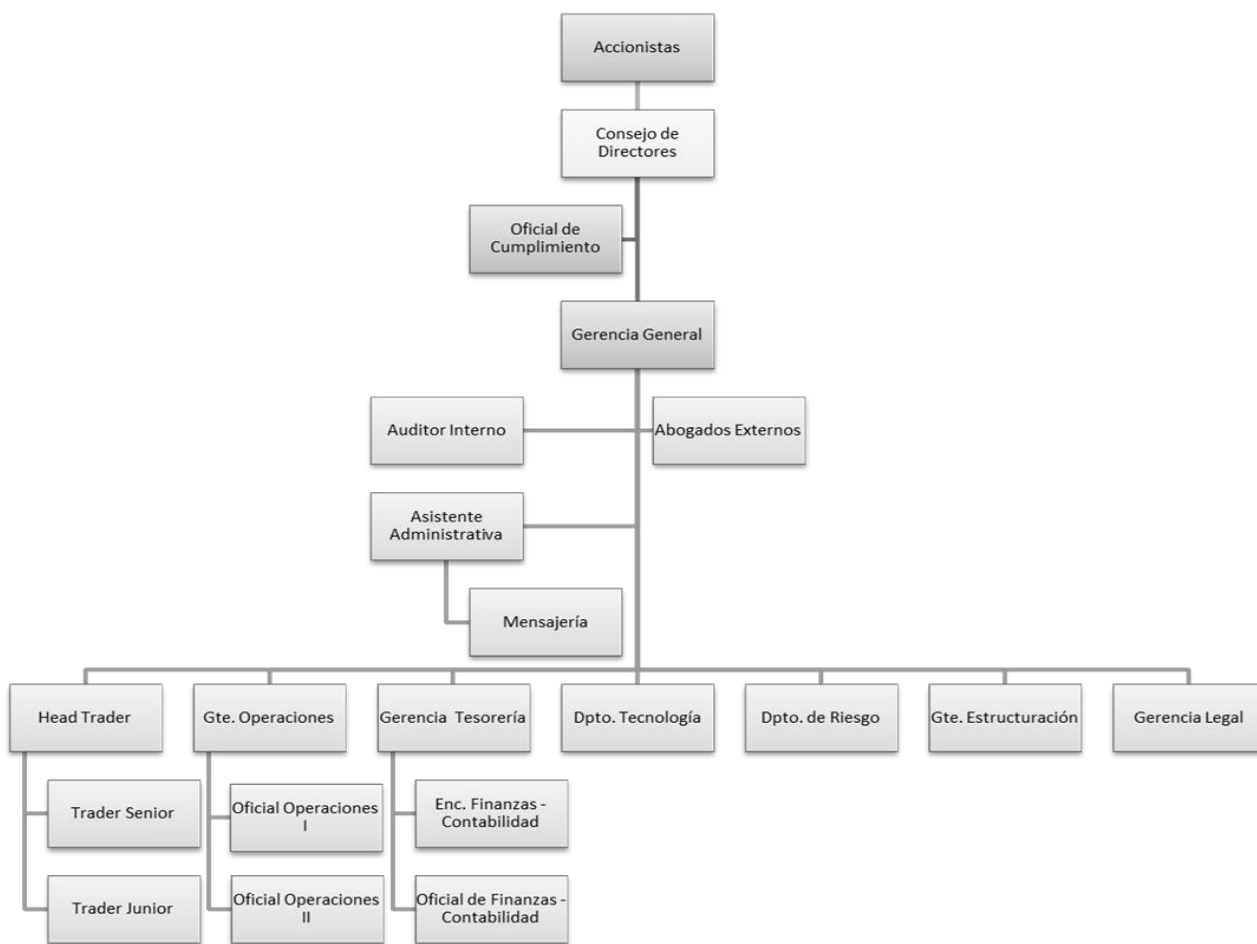 Accionistas
Consejo de
Directores
Oficial de
Cumplimiento
Gerencia General
Auditor Interno
Abogados Externos
Asistente
Administrativa
Mensajería
Head Trader
Gte. Operaciones
Gerencia Tesorería
Dpto. Tecnología
Dpto. de Riesgo
Gte. Estructuración
Gerencia Legal
Trader Senior
Oficial Operaciones
I
Enc. Finanzas -
Contabilidad
Trader Junior
Oficial Operaciones
II
Oficial de Finanzas -
Contabilidad